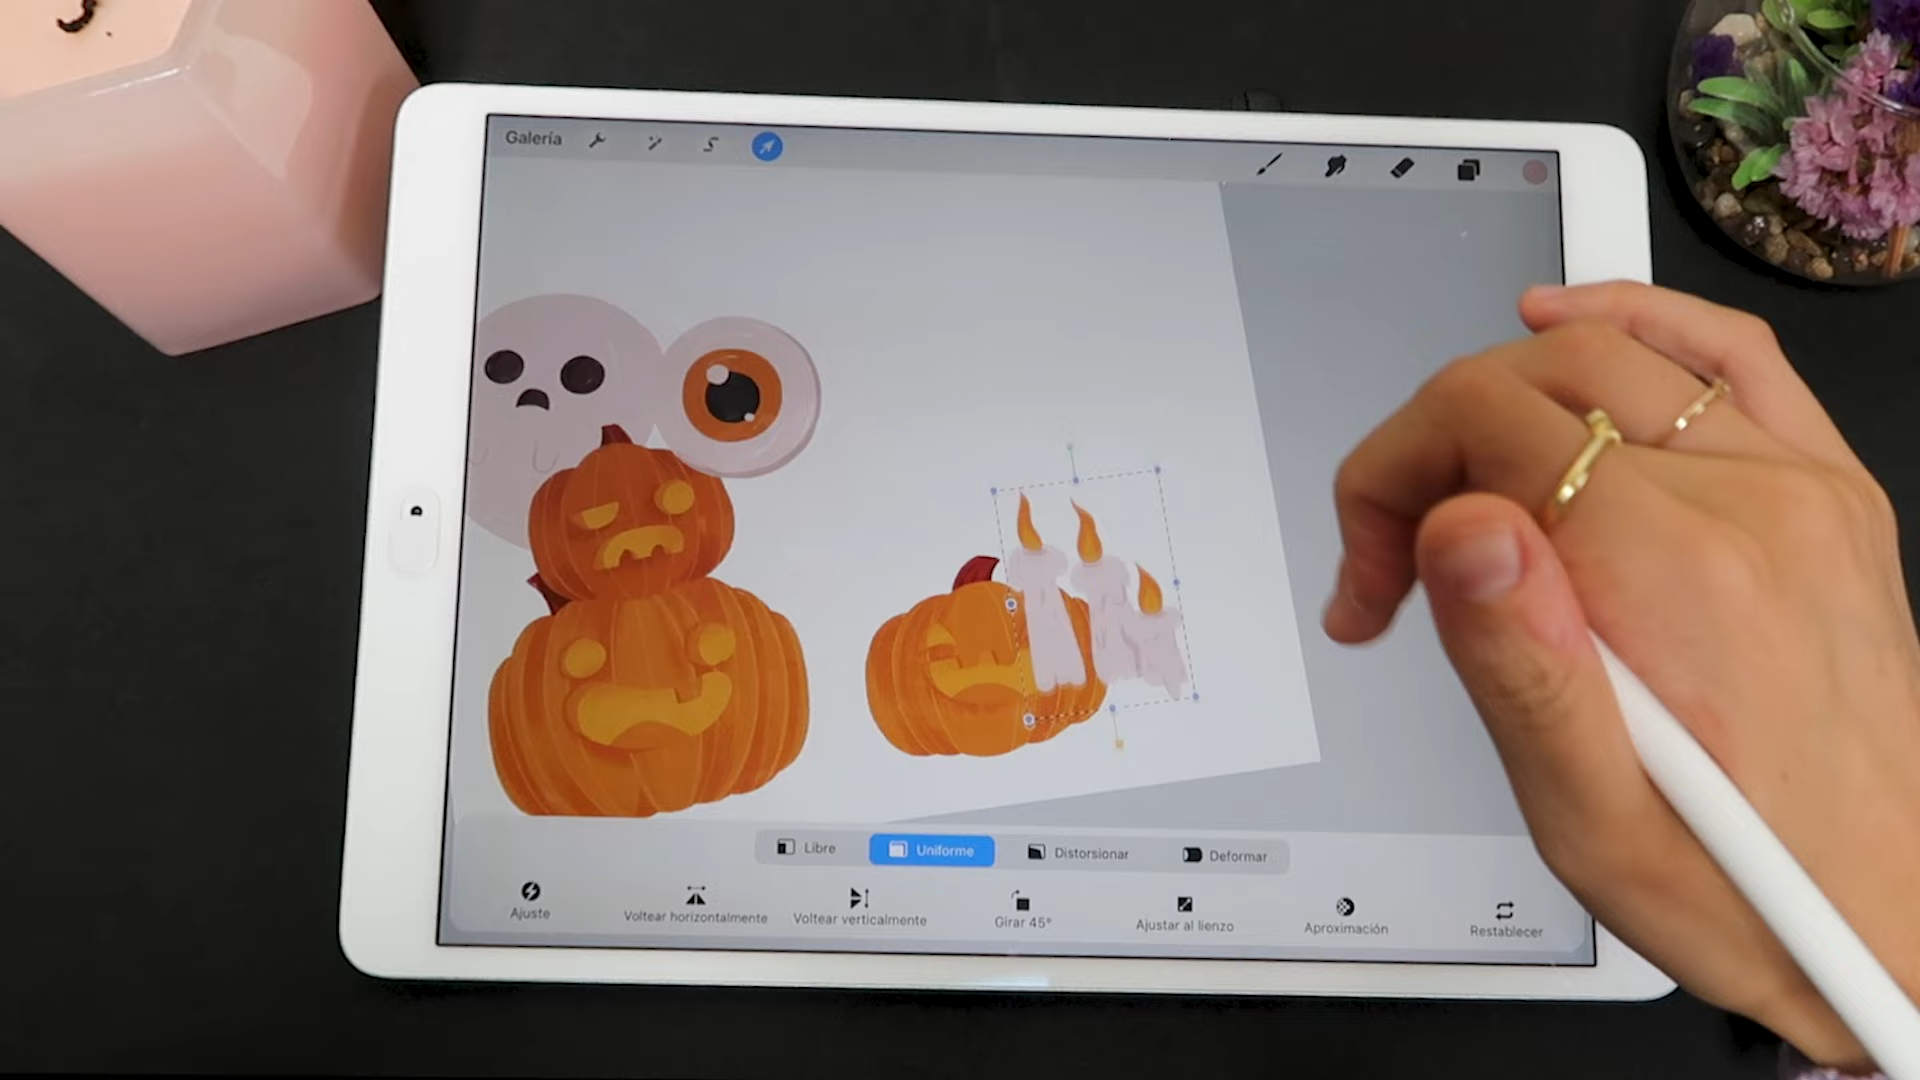 Galería
Libre
Uniforme
Distorsionar
Deformar
Ajuste
Voltear horizontalmente
Voltear verticalmente
Girar 45°
Ajustar al lienzo
Aproximación
Restablecer